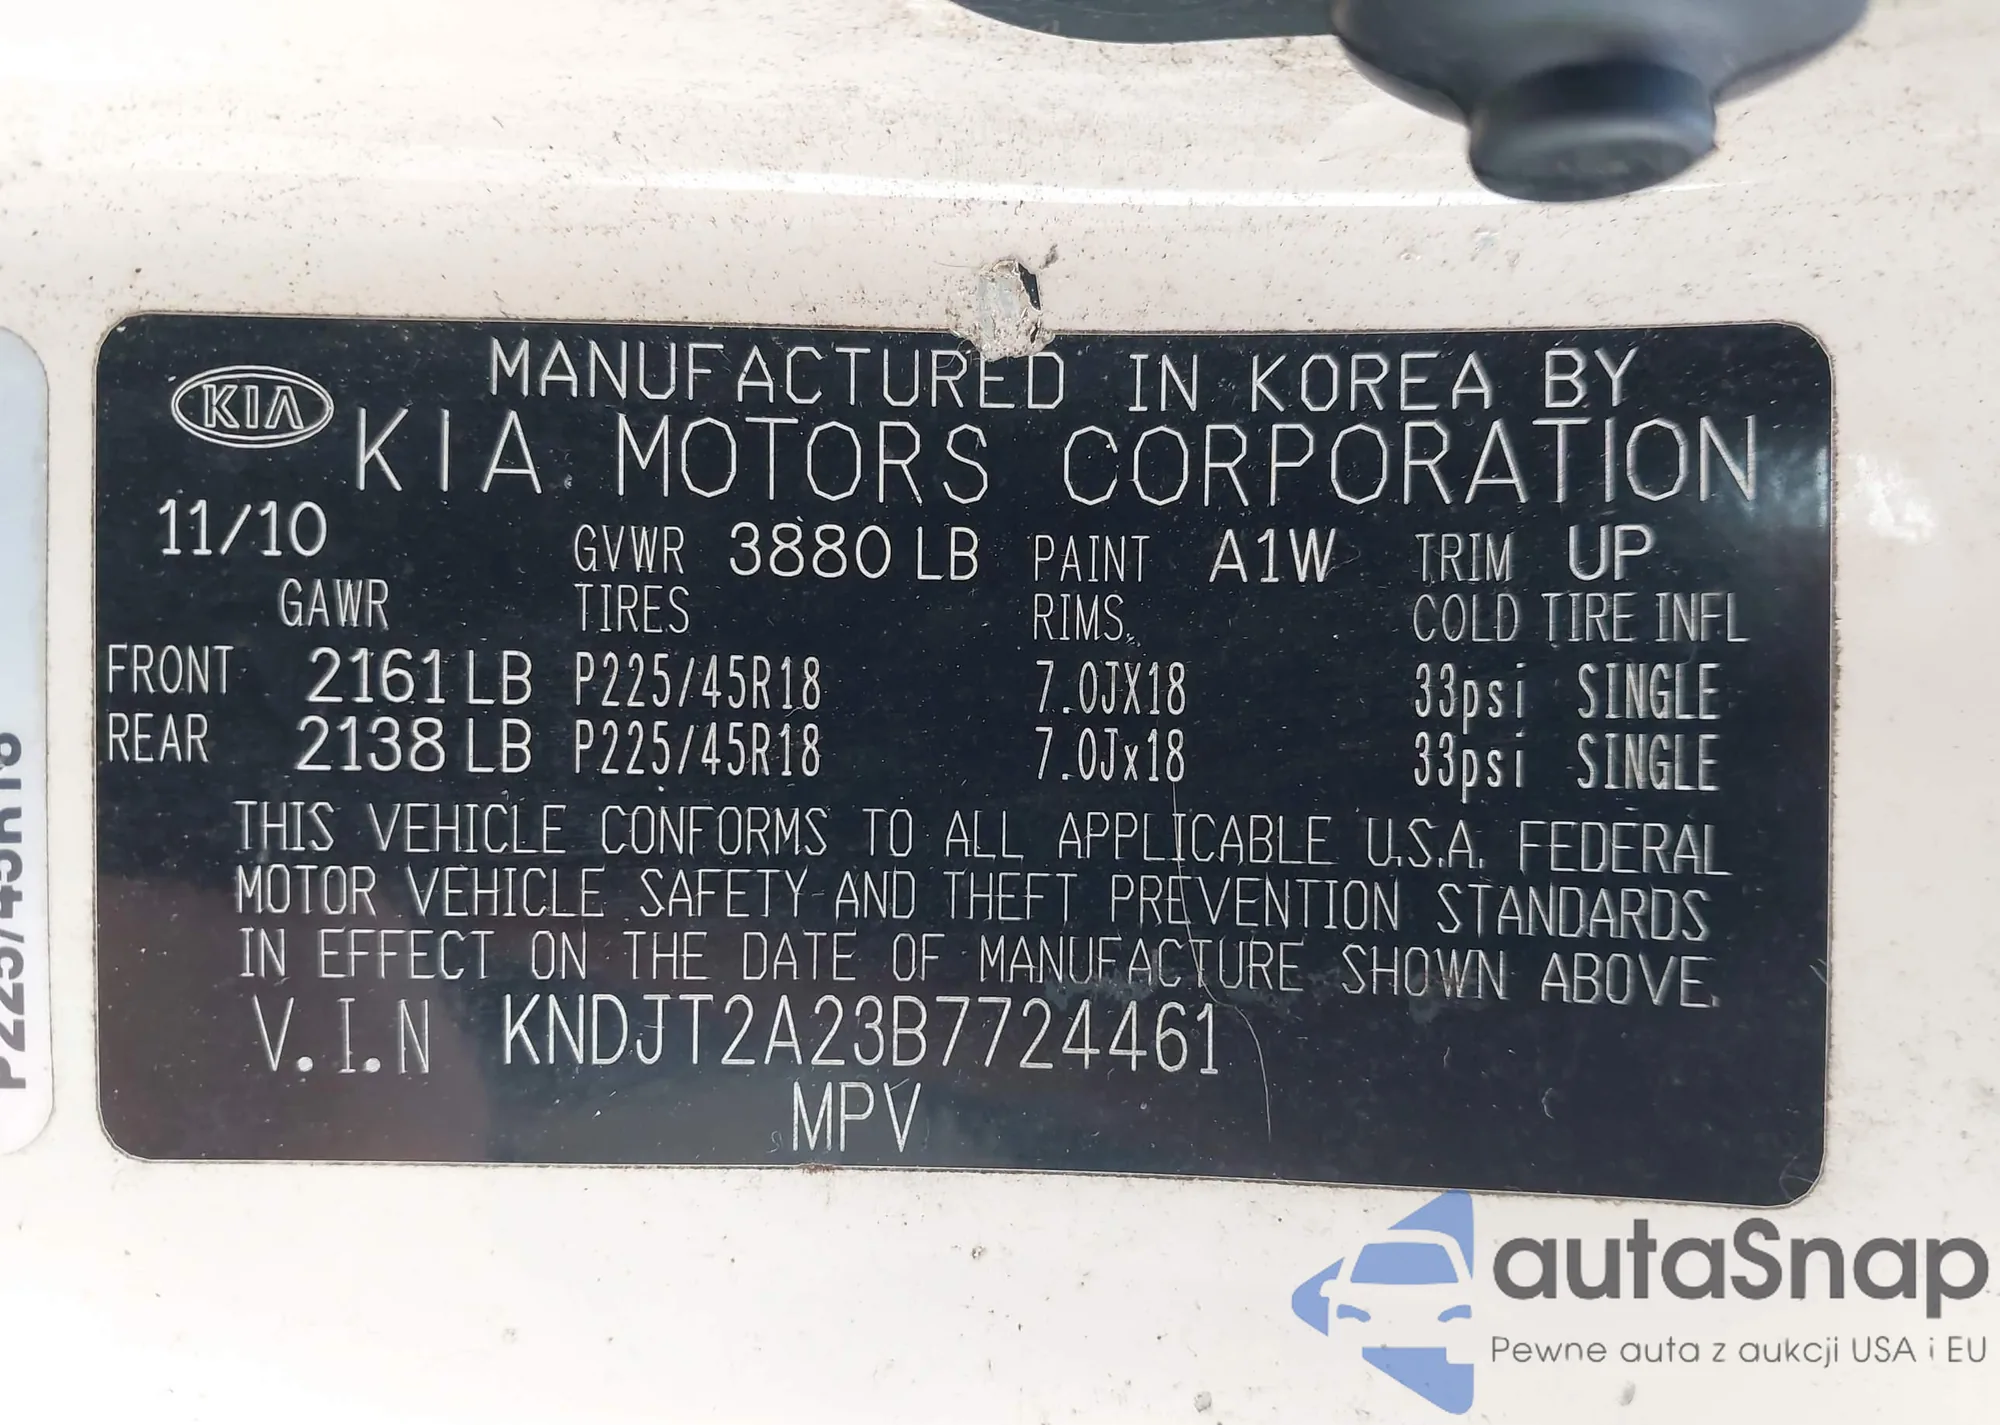 MANUFACTURED IN KOREA BY
KIA
KIA MOTORS CORPORATION
11/10 GVWR 3880 LB PAINT A1W TRIM UP
GAWR TIRES RIMS. COLD TIRE INFL
FRONT 2161 LB P225/45R18 7.0JX18 33psi SINGLE
REAR 2138 LB P225/45R18 7.0Jx18 33psi SINGLE
THIS VEHICLE CONFORMS TO ALL APPLICABLE U.S.A. FEDERAL
MOTOR VEHICLE SAFETY AND THEFT PREVENTION STANDARDS
IN EFFECT ON THE DATE OF MANUFACTURE SHOWN ABOVE.
V.I.N KNDJT2A23B7724461
MPV
P225/45R18
autaSnap
Pewne auta z aukcji USA i EU